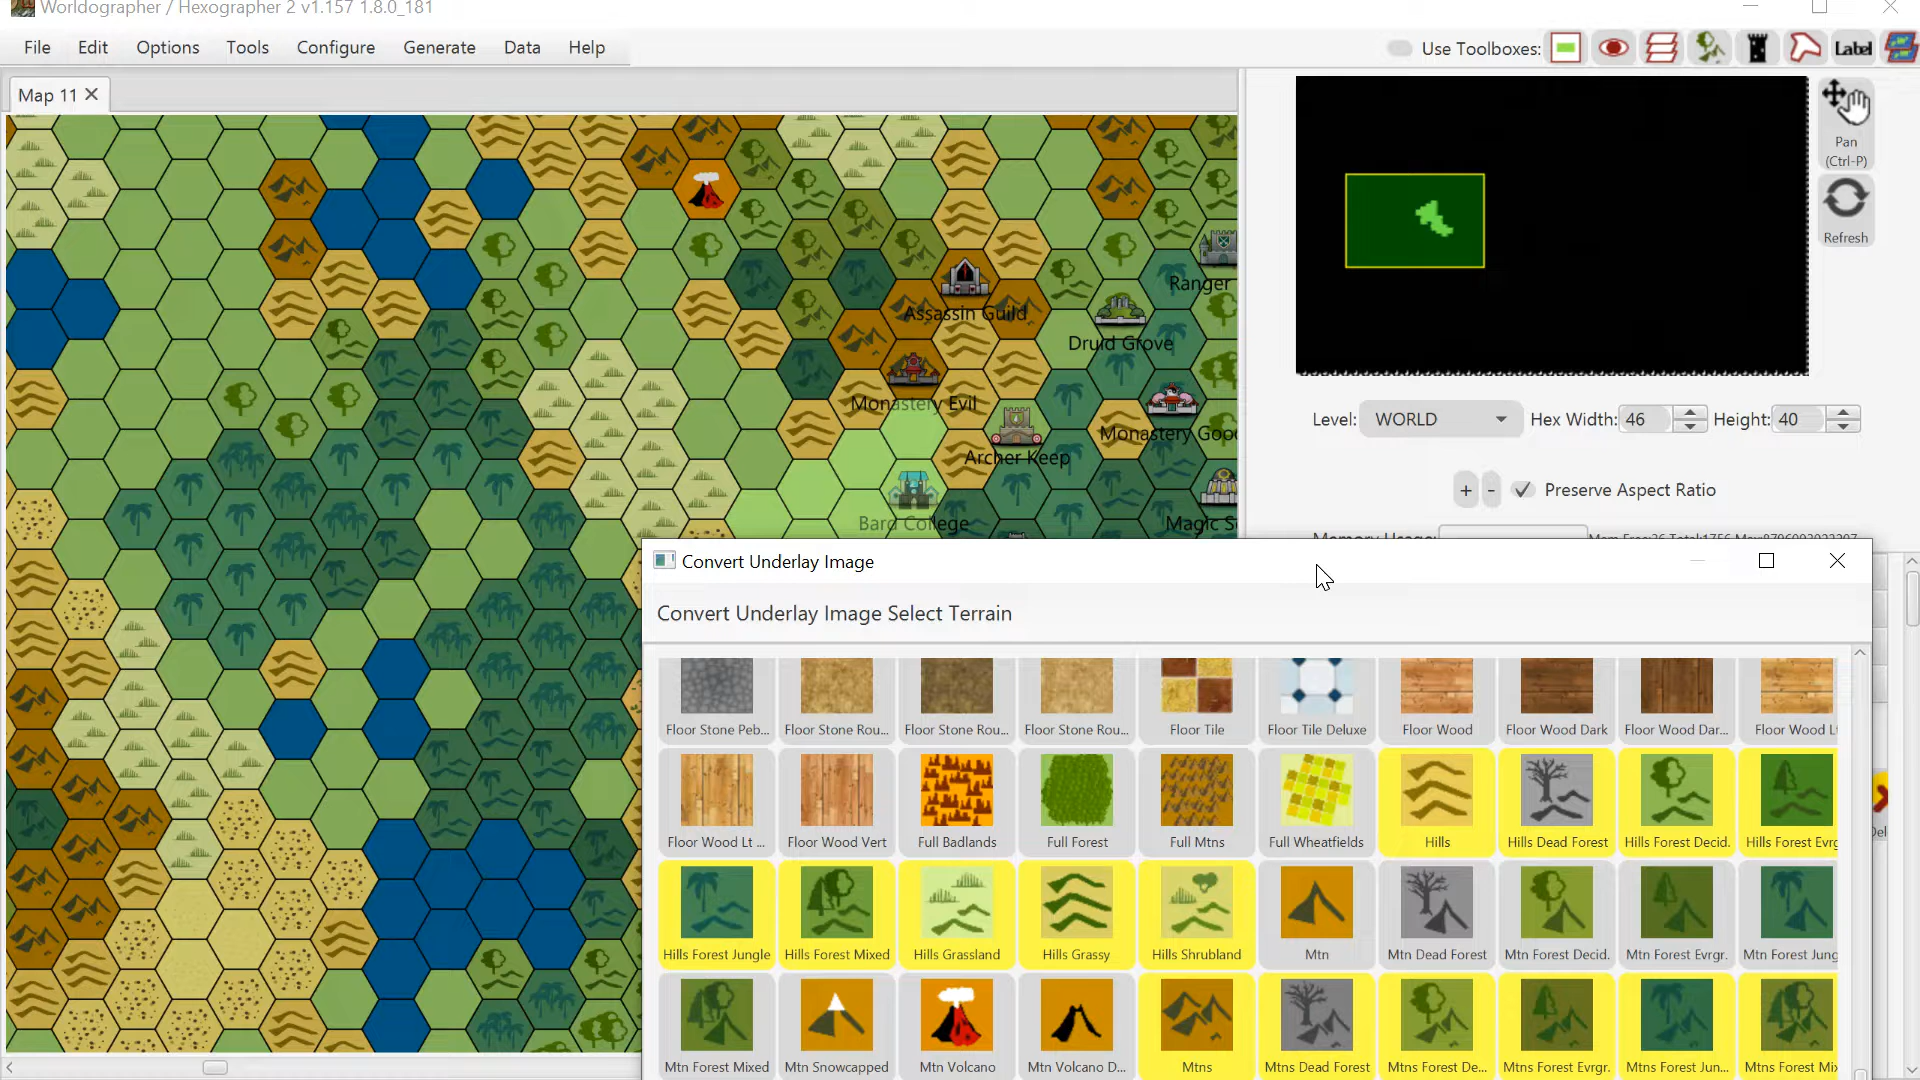 Worldographer / Hexographer 2 v1.157 1.8.0_181
File Edit Options Tools Configure Generate Data Help
Use Toolboxes:
Label
Map 11
Pan
(Ctrl-P)
Refresh
Ranger
Assassin Guild
Druid Grove
Monastery Evil
Monastery Goo
Archer Keep
Bard College
Magic S
Level: WORLD Hex Width: 46 Height: 40
+ - Preserve Aspect Ratio
Convert Underlay Image
Convert Underlay Image Select Terrain
Floor Stone Peb... Floor Stone Rou... Floor Stone Rou... Floor Stone Rou... Floor Tile Floor Tile Deluxe Floor Wood Floor Wood Dark Floor Wood Dar... Floor Wood L
Floor Wood Lt ... Floor Wood Vert Full Badlands Full Forest Full Mtns Full Wheatfields Hills Hills Dead Forest Hills Forest Decid. Hills Forest Evrg
Hills Forest Jungle Hills Forest Mixed Hills Grassland Hills Grassy Hills Shrubland Mtn Mtn Dead Forest Mtn Forest Decid. Mtn Forest Evrgr. Mtn Forest Jung
Mtn Forest Mixed Mtn Snowcapped Mtn Volcano Mtn Volcano D... Mtns Mtns Dead Forest Mtns Forest De... Mtns Forest Evrgr. Mtns Forest Jun... Mtns Forest Mix